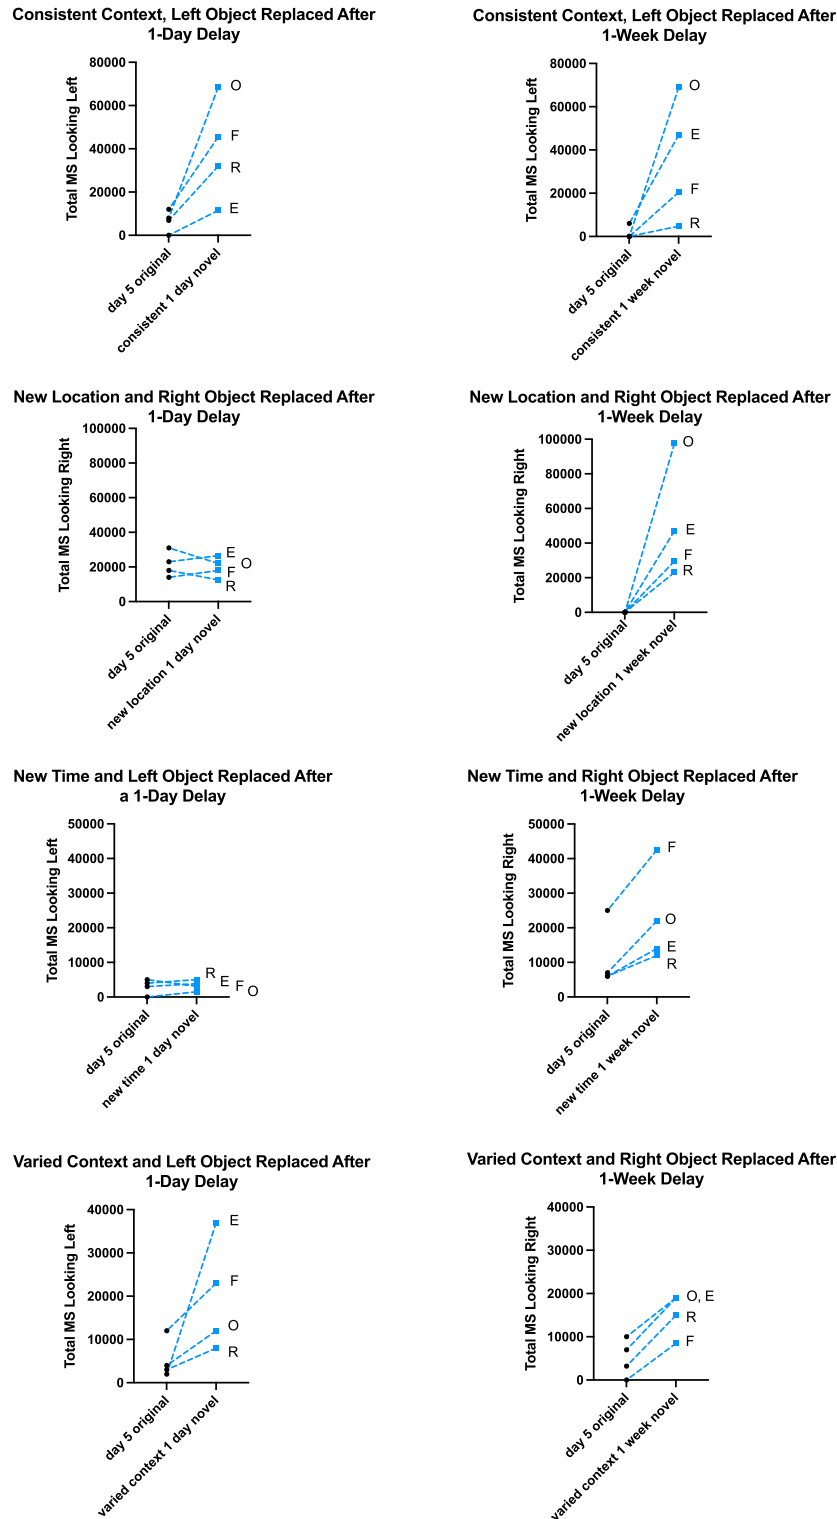 Consistent Context, Left Object Replaced After
1-Day Delay
Total MS Looking Left
80000
60000
40000
20000
0
O
F
R
E
day 5 original
consistent 1 day novel
Consistent Context, Left Object Replaced After
1-Week Delay
Total MS Looking Left
80000
60000
40000
20000
0
O
E
F
R
day 5 original
consistent 1 week novel
New Location and Right Object Replaced After
1-Day Delay
Total MS Looking Right
100000
80000
60000
40000
20000
0
E
O
F
R
day 5 original
new location 1 day novel
New Location and Right Object Replaced After
1-Week Delay
Total MS Looking Right
100000
80000
60000
40000
20000
0
O
E
F
R
day 5 original
new location 1 week novel
New Time and Left Object Replaced After
a 1-Day Delay
Total MS Looking Left
50000
40000
30000
20000
10000
0
R
E
F
O
day 5 original
new time 1 day novel
New Time and Right Object Replaced After
1-Week Delay
Total MS Looking Right
50000
40000
30000
20000
10000
0
F
O
E
R
day 5 original
new time 1 week novel
Varied Context and Left Object Replaced After
1-Day Delay
Total MS Looking Left
40000
30000
20000
10000
0
E
F
O
R
day 5 original
varied context 1 day novel
Varied Context and Right Object Replaced After
1-Week Delay
Total MS Looking Right
40000
30000
20000
10000
0
O, E
R
F
day 5 original
varied context 1 week novel